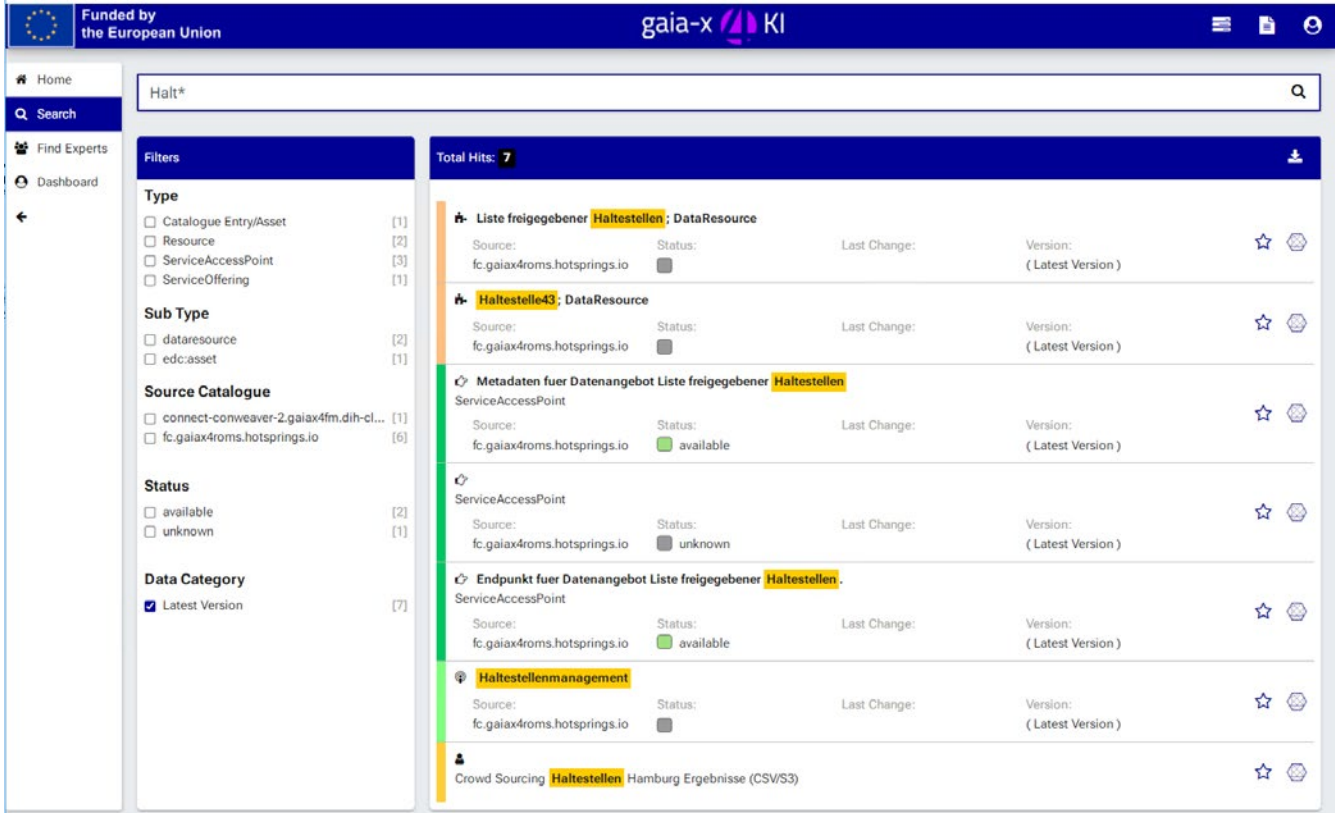 Funded by
the European Union
gaia-x 4 KI
Home
Search
Find Experts
Dashboard
Halt*
Filters
Type
Catalogue Entry/Asset [1]
Resource [2]
ServiceAccessPoint [3]
ServiceOffering [1]
Sub Type
dataresource [2]
edc:asset [1]
Source Catalogue
connect-conweaver-2.gaiax4fm.dih-cl... [1]
fc.gaiax4roms.hotsprings.io [6]
Status
available [2]
unknown [1]
Data Category
Latest Version [7]
Total Hits: 7
Liste freigegebener Haltestellen ; DataResource
Source: Status: Last Change: Version:
fc.gaiax4roms.hotsprings.io ( Latest Version )
Haltestelle43 ; DataResource
Source: Status: Last Change: Version:
fc.gaiax4roms.hotsprings.io ( Latest Version )
Metadaten fuer Datenangebot Liste freigegebener Haltestellen
ServiceAccessPoint
Source: Status: Last Change: Version:
fc.gaiax4roms.hotsprings.io available ( Latest Version )
ServiceAccessPoint
Source: Status: Last Change: Version:
fc.gaiax4roms.hotsprings.io unknown ( Latest Version )
Endpunkt fuer Datenangebot Liste freigegebener Haltestellen .
ServiceAccessPoint
Source: Status: Last Change: Version:
fc.gaiax4roms.hotsprings.io available ( Latest Version )
Haltestellenmanagement
Source: Status: Last Change: Version:
fc.gaiax4roms.hotsprings.io ( Latest Version )
Crowd Sourcing Haltestellen Hamburg Ergebnisse (CSV/S3)